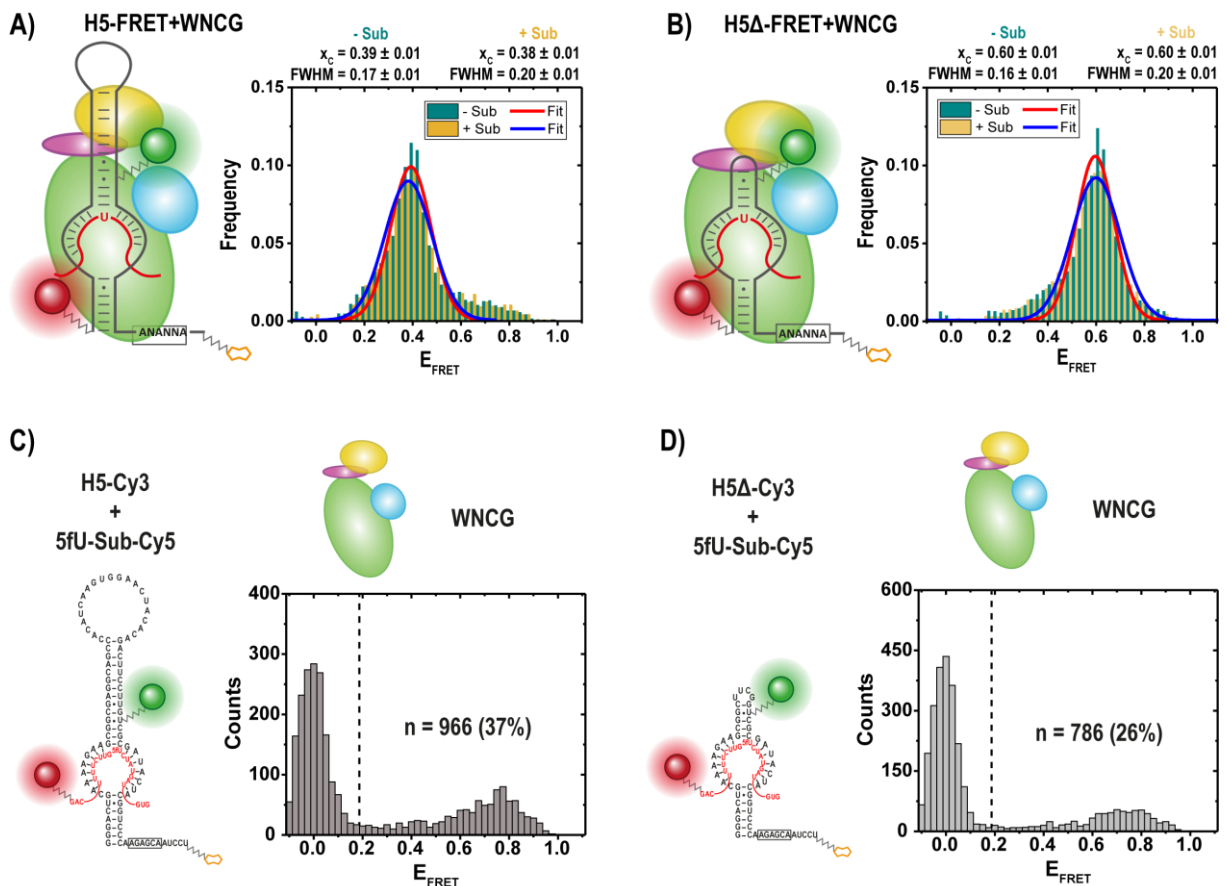 A)
H5-FRET+WNCG
- Sub
+ Sub
x_c = 0.39 ± 0.01
x_c = 0.38 ± 0.01
FWHM = 0.17 ± 0.01
FWHM = 0.20 ± 0.01
0.15
0.10
0.05
0.00
Frequency
- Sub
Fit
+ Sub
Fit
0.0 0.2 0.4 0.6 0.8 1.0
E_FRET
U
ANANNA
B)
H5Δ-FRET+WNCG
- Sub
+ Sub
x_c = 0.60 ± 0.01
x_c = 0.60 ± 0.01
FWHM = 0.16 ± 0.01
FWHM = 0.20 ± 0.01
0.15
0.10
0.05
0.00
Frequency
- Sub
Fit
+ Sub
Fit
0.0 0.2 0.4 0.6 0.8 1.0
E_FRET
U
ANANNA
C)
H5-Cy3
+
5fU-Sub-Cy5
WNCG
400
300
200
100
0
Counts
n = 966 (37%)
0.0 0.2 0.4 0.6 0.8 1.0
E_FRET
GAC
GUG
CAAGAGCAAUCCU
D)
H5Δ-Cy3
+
5fU-Sub-Cy5
WNCG
600
450
300
150
0
Counts
n = 786 (26%)
0.0 0.2 0.4 0.6 0.8 1.0
E_FRET
GAC
GUG
CAAGAGCAAUCCU